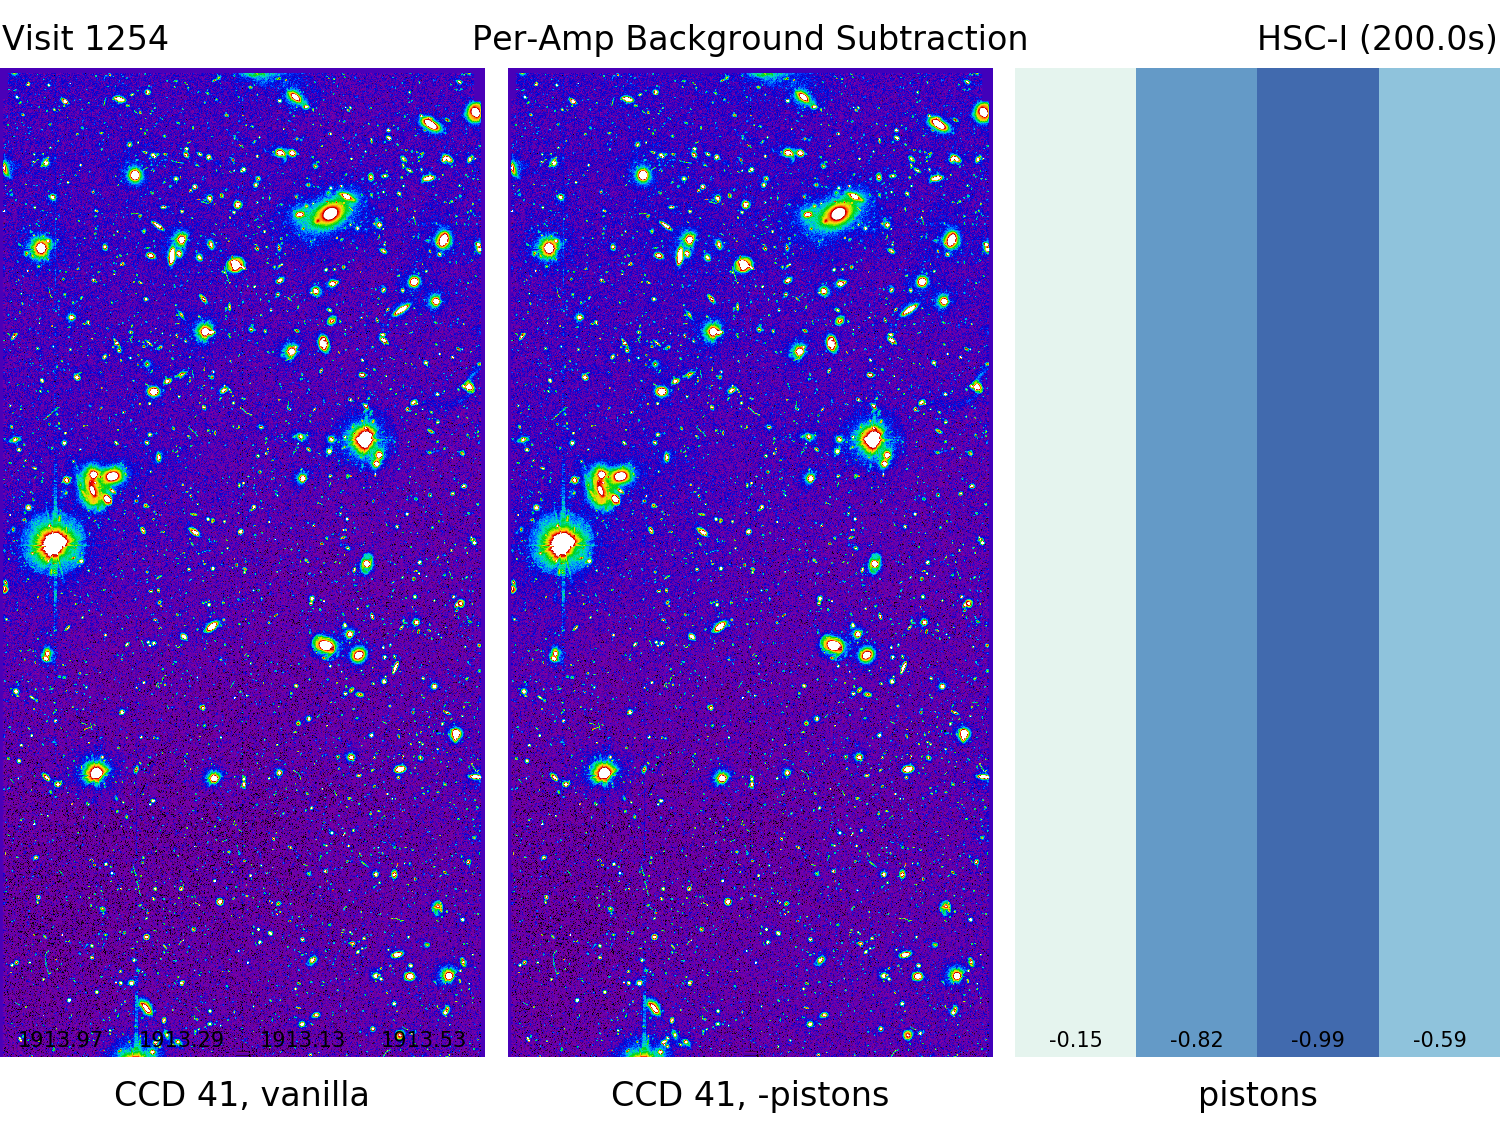 Visit 1254 Per-Amp Background Subtraction HSC-I (200.0s)
1913.97 1913.29 1913.13 1913.53 -0.15 -0.82 -0.99 -0.59
CCD 41, vanilla CCD 41, -pistons pistons